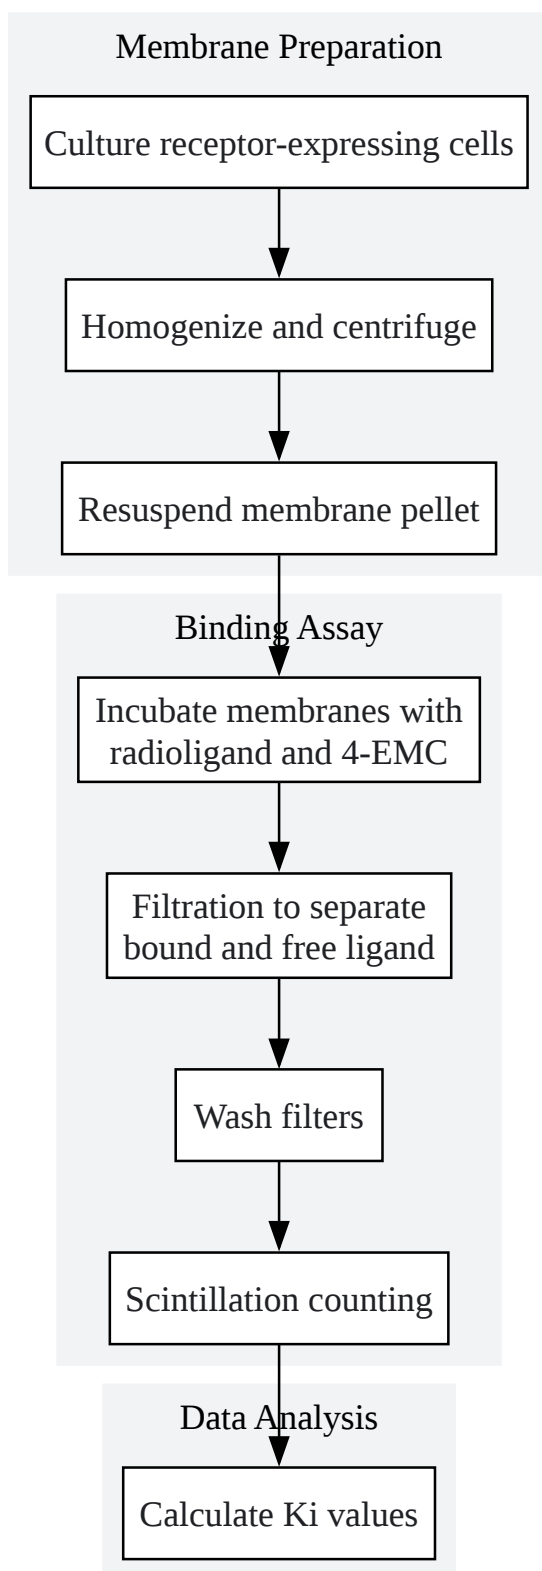 Membrane Preparation
Culture receptor-expressing cells
Homogenize and centrifuge
Resuspend membrane pellet
Binding Assay
Incubate membranes with
radioligand and 4-EMC
Filtration to separate
bound and free ligand
Wash filters
Scintillation counting
Data Analysis
Calculate Ki values